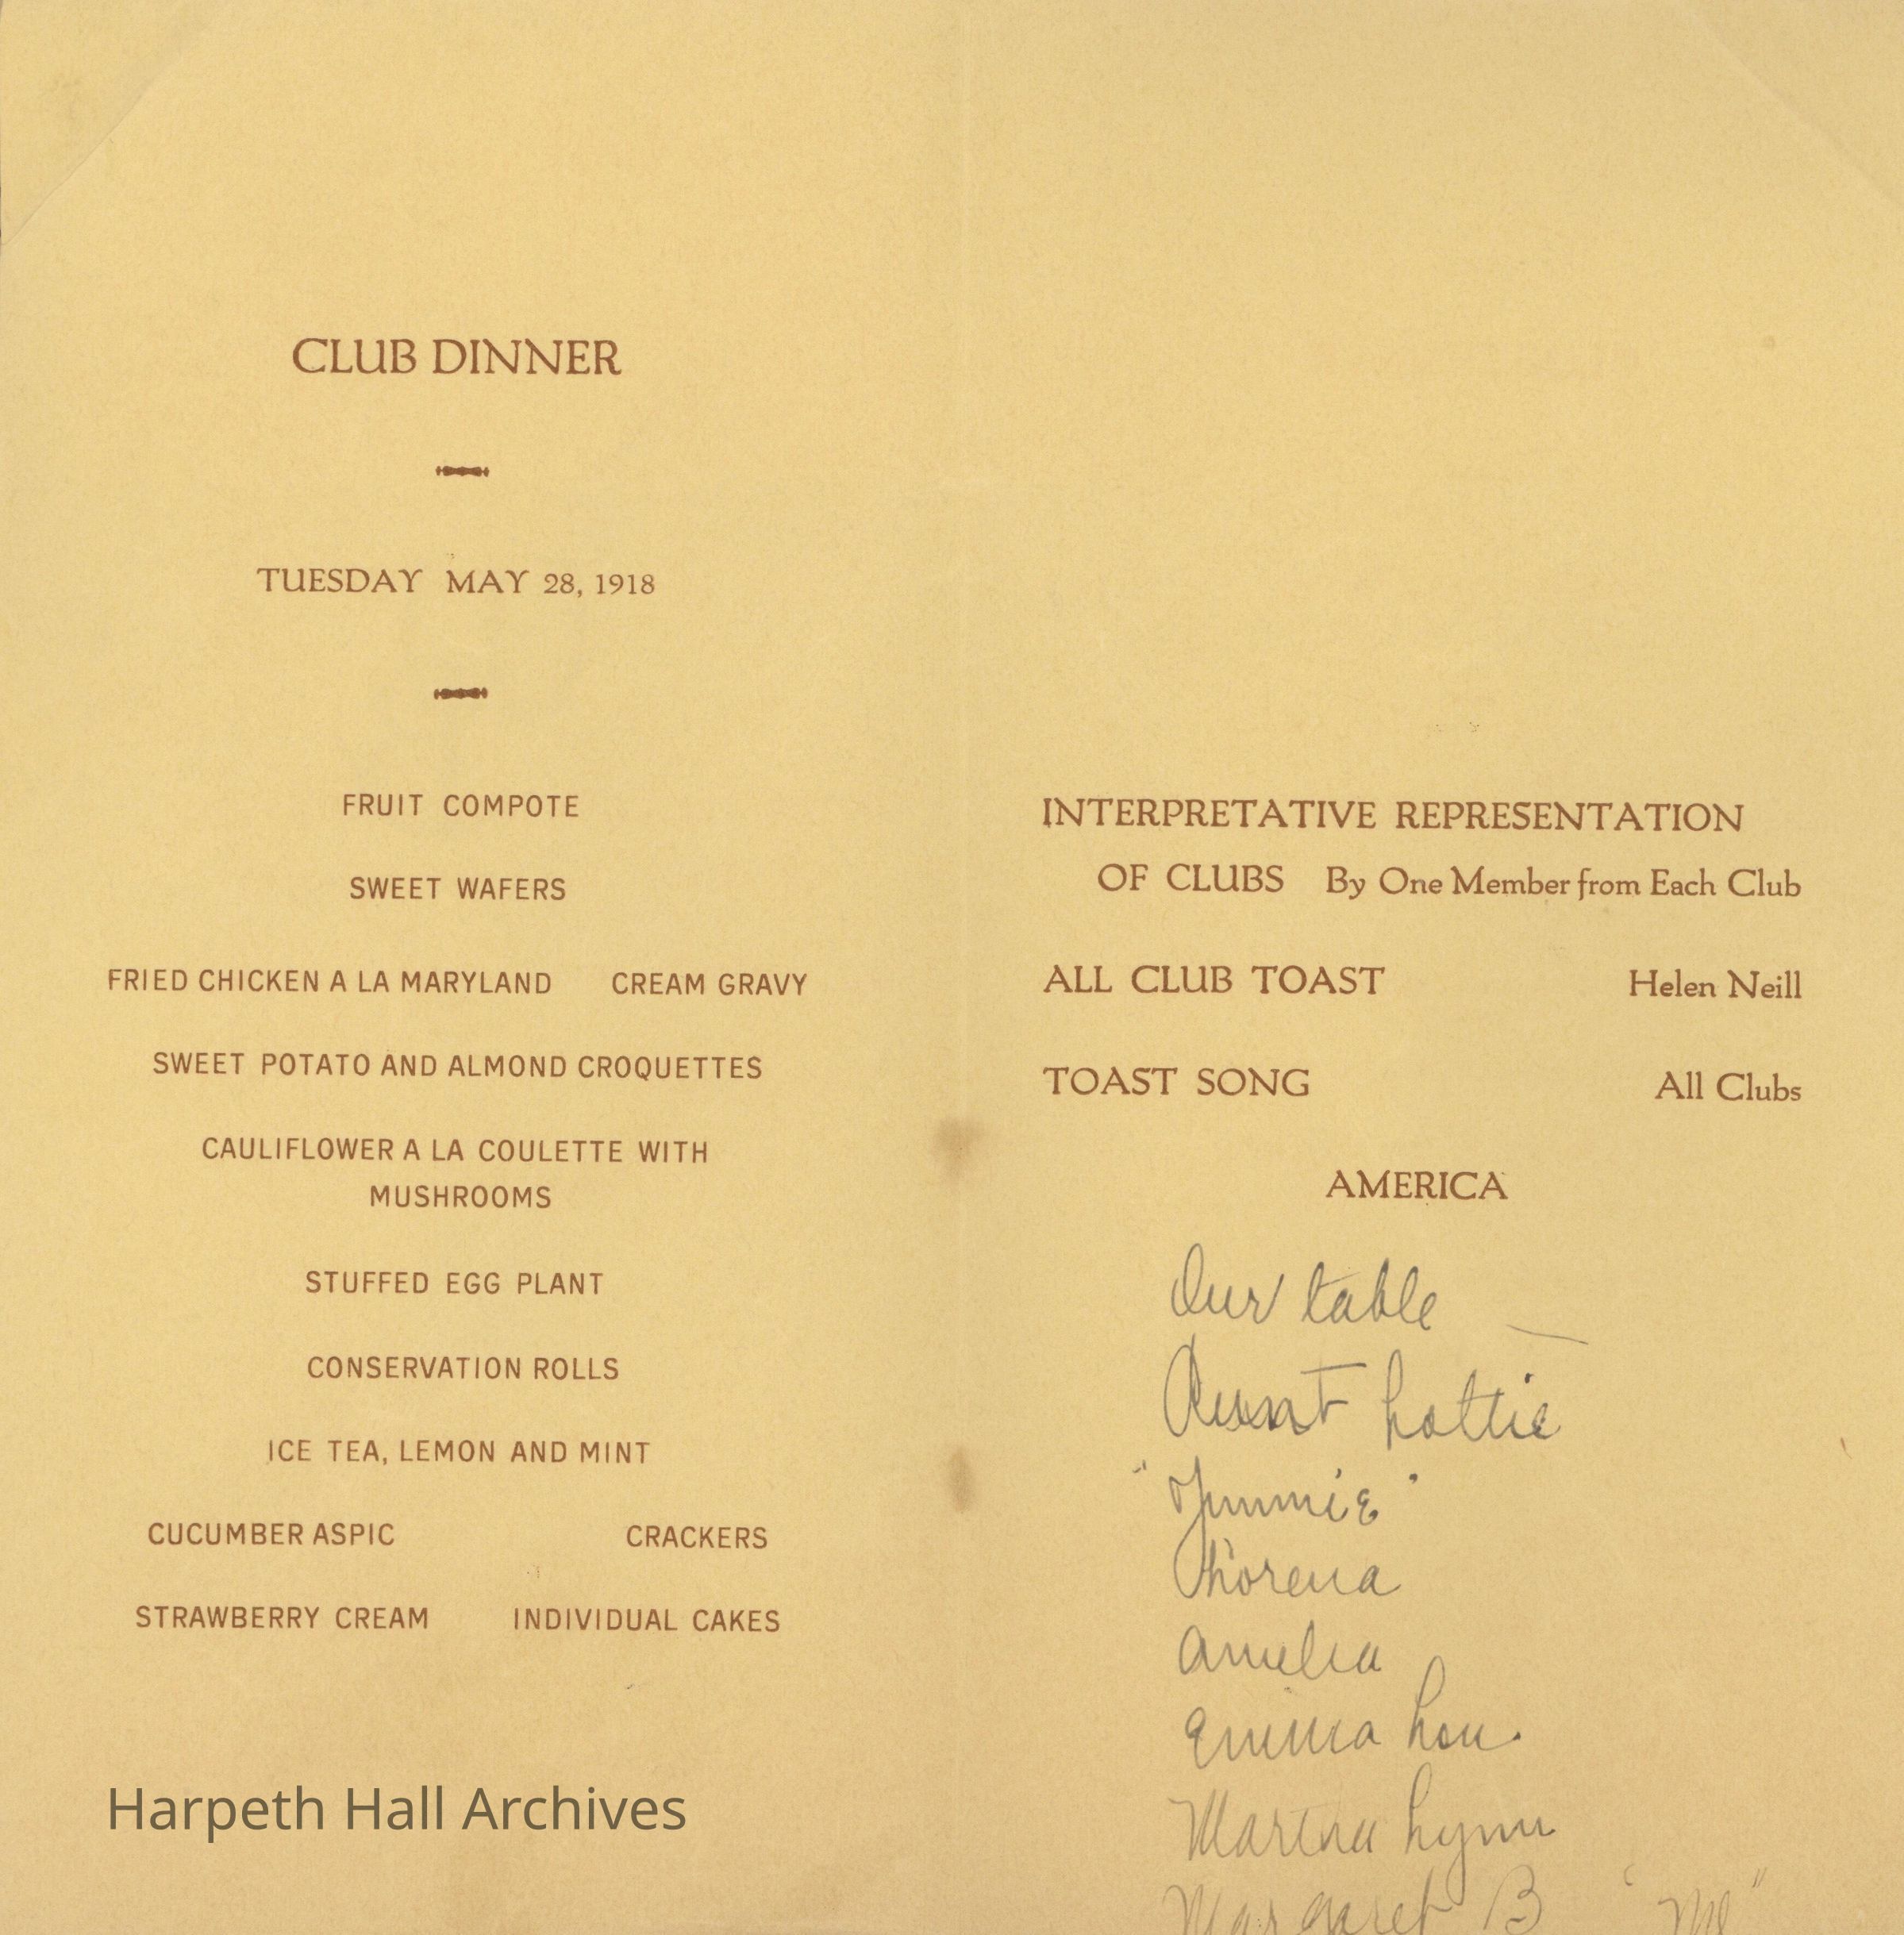 CLUB DINNER
TUESDAY MAY 28, 1918
FRUIT COMPOTE
SWEET WAFERS
FRIED CHICKEN A LA MARYLAND CREAM GRAVY
SWEET POTATO AND ALMOND CROQUETTES
CAULIFLOWER A LA COULETTE WITH
MUSHROOMS
STUFFED EGG PLANT
CONSERVATION ROLLS
ICE TEA, LEMON AND MINT
CUCUMBER ASPIC CRACKERS
STRAWBERRY CREAM INDIVIDUAL CAKES
Harpeth Hall Archives
INTERPRETATIVE REPRESENTATION
OF CLUBS By One Member from Each Club
ALL CLUB TOAST Helen Neill
TOAST SONG All Clubs
AMERICA
Our table —
Aunt Lottie
"Jimmie"
Amelia
Emma Lou
Martha Lynn
Margaret B "Me"